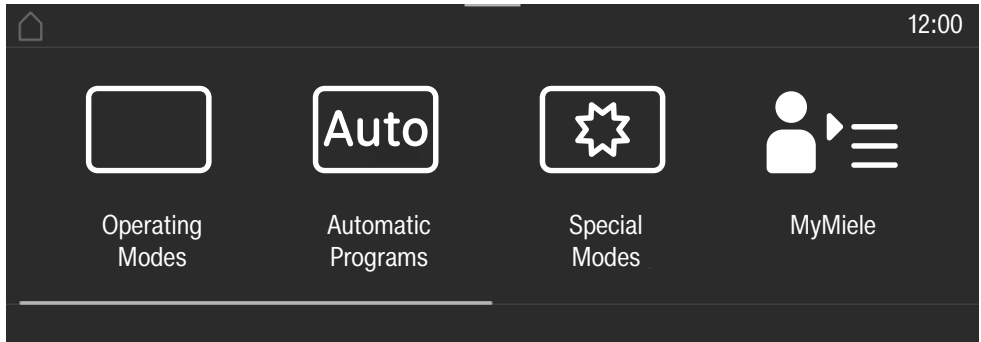 12:00
Auto
Operating
Modes
Automatic
Programs
Special
Modes
MyMiele